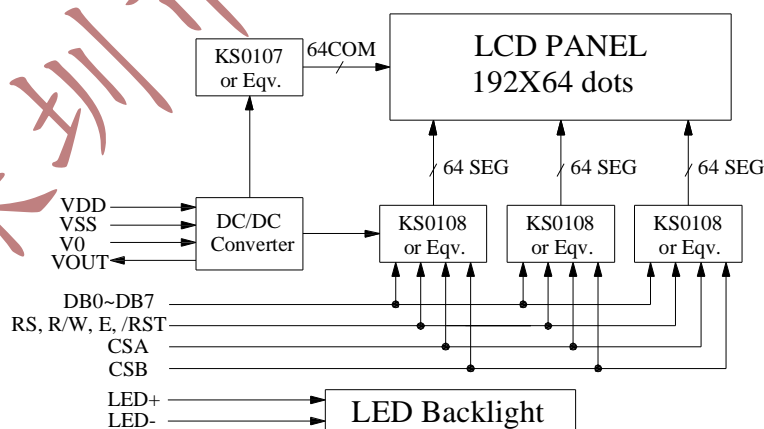 LCD PANEL
192X64 dots
KS0107
or Eqv.
64COM
64 SEG
64 SEG
64 SEG
VDD
VSS
V0
VOUT
DC/DC
Converter
KS0108
or Eqv.
KS0108
or Eqv.
KS0108
or Eqv.
DB0~DB7
RS, R/W, E, /RST
CSA
CSB
LED+
LED-
LED Backlight